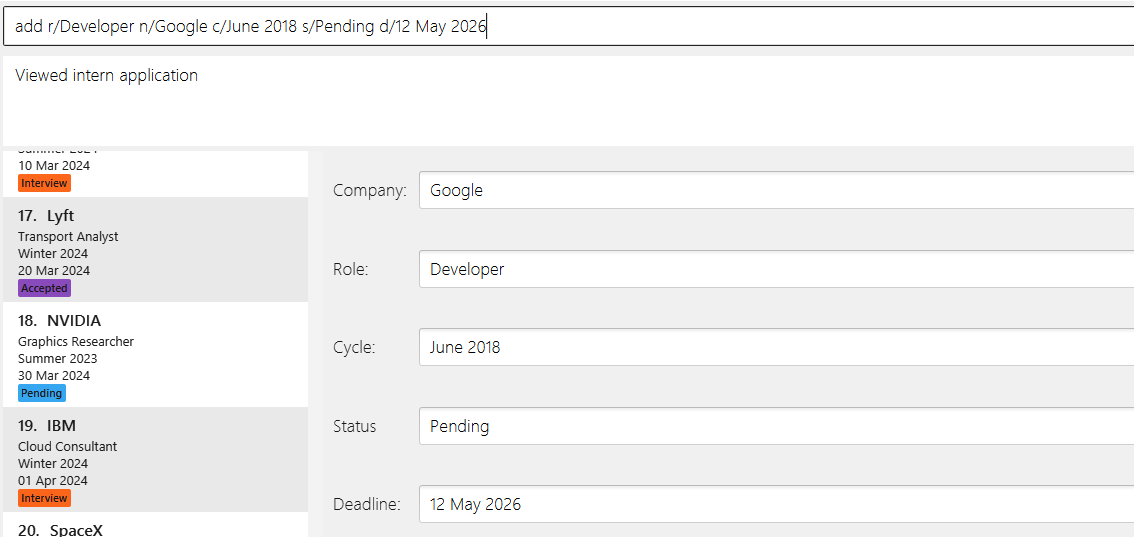 add r/Developer n/Google c/June 2018 s/Pending d/12 May 2026
Viewed intern application
Summer 2024
10 Mar 2024
Interview
17. Lyft
Transport Analyst
Winter 2024
20 Mar 2024
Accepted
18. NVIDIA
Graphics Researcher
Summer 2023
30 Mar 2024
Pending
19. IBM
Cloud Consultant
Winter 2024
01 Apr 2024
Interview
20. SpaceX
Company: Google
Role: Developer
Cycle: June 2018
Status Pending
Deadline: 12 May 2026